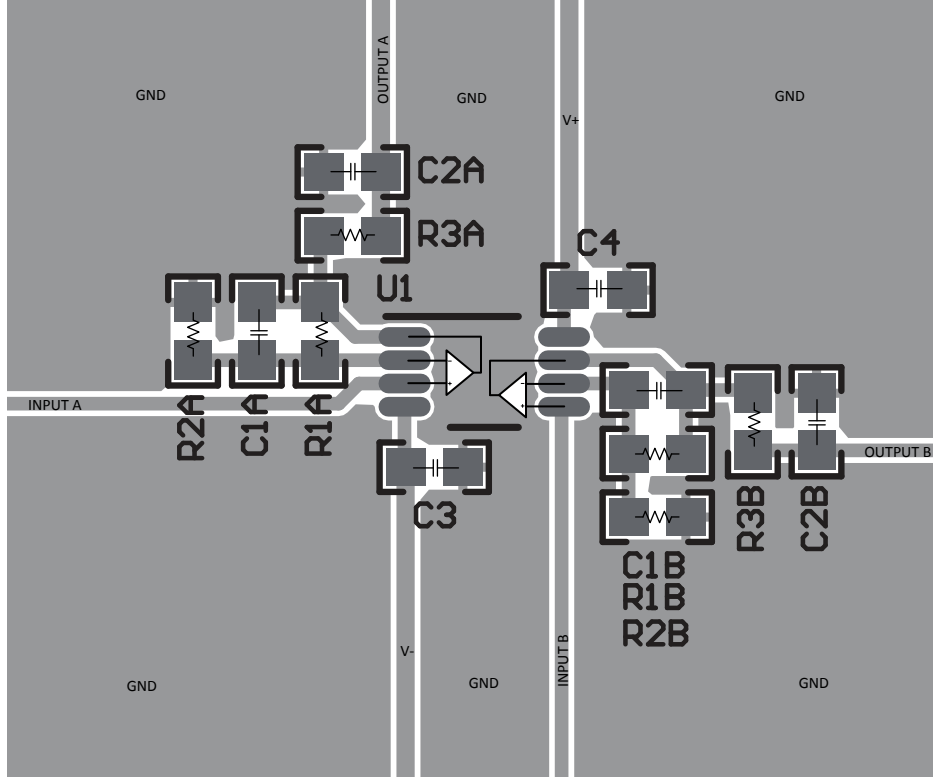 OUTPUT A
GND
GND
GND
V+
C2A
R3A
C4
U1
INPUT A
R2A
C1A
R1A
OUTPUT B
C3
R3B
C2B
C1B
R1B
R2B
V-
INPUT B
GND
GND
GND